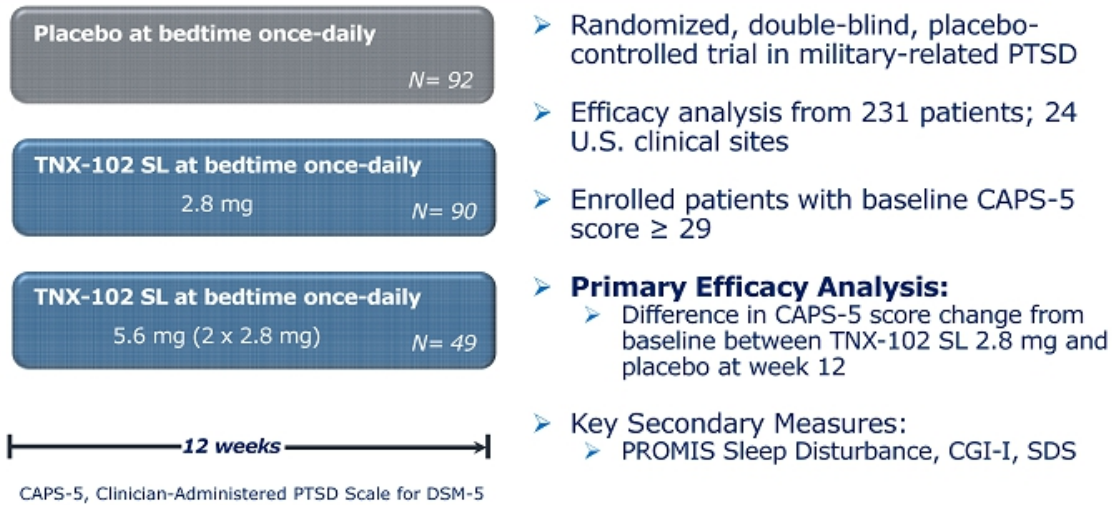 Placebo at bedtime once-daily
N= 92
TNX-102 SL at bedtime once-daily
2.8 mg
N= 90
TNX-102 SL at bedtime once-daily
5.6 mg (2 x 2.8 mg)
N= 49
12 weeks
CAPS-5, Clinician-Administered PTSD Scale for DSM-5
Randomized, double-blind, placebo-
controlled trial in military-related PTSD
Efficacy analysis from 231 patients; 24
U.S. clinical sites
Enrolled patients with baseline CAPS-5
score ≥ 29
Primary Efficacy Analysis:
Difference in CAPS-5 score change from
baseline between TNX-102 SL 2.8 mg and
placebo at week 12
Key Secondary Measures:
PROMIS Sleep Disturbance, CGI-I, SDS